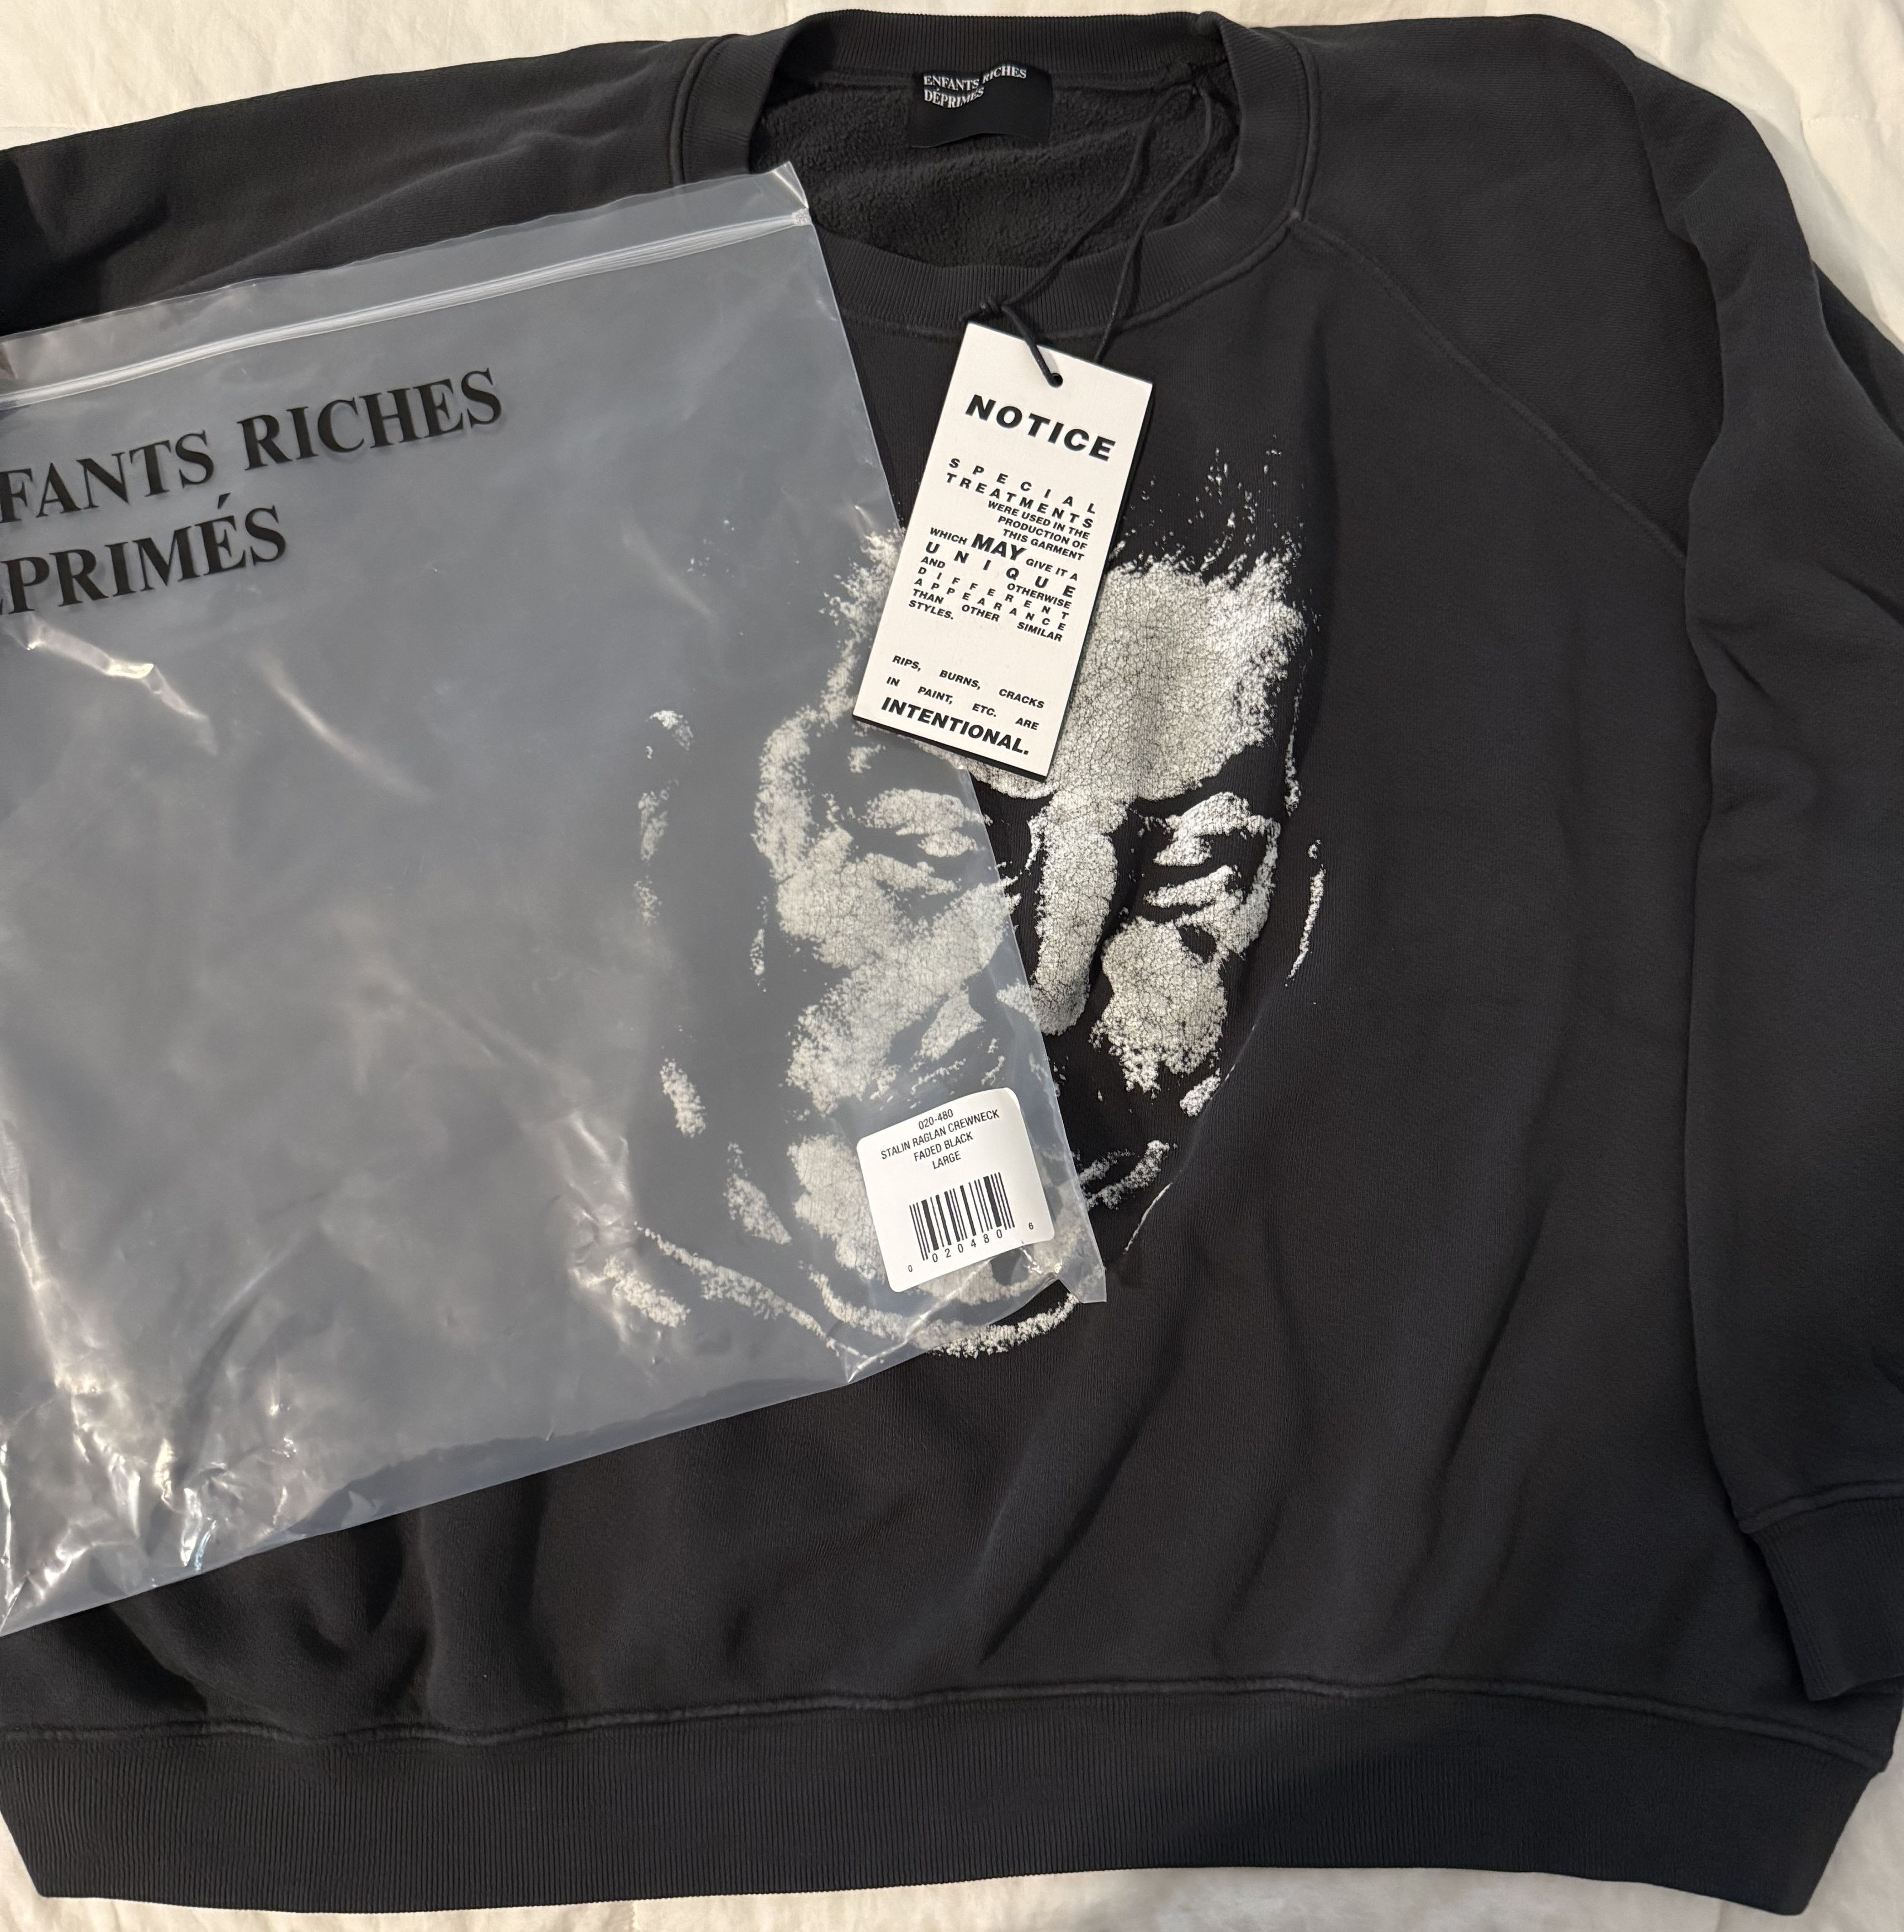 ENFANTS RICHES
DÉPRIMÉS
FANTS RICHES
PRIMÉS
NOTICE
SPECIAL
TREATMENTS
WERE USED IN THE
PRODUCTION OF
THIS GARMENT
WHICH MAY GIVE IT A
UNIQUE
AND OTHERWISE
DIFFERENT
APPEARANCE
THAN OTHER SIMILAR
STYLES.
RIPS, BURNS, CRACKS
IN PAINT, ETC. ARE
INTENTIONAL.
020-480
STALIN RAGLAN CREWNECK
FADED BLACK
LARGE
0 020480 6